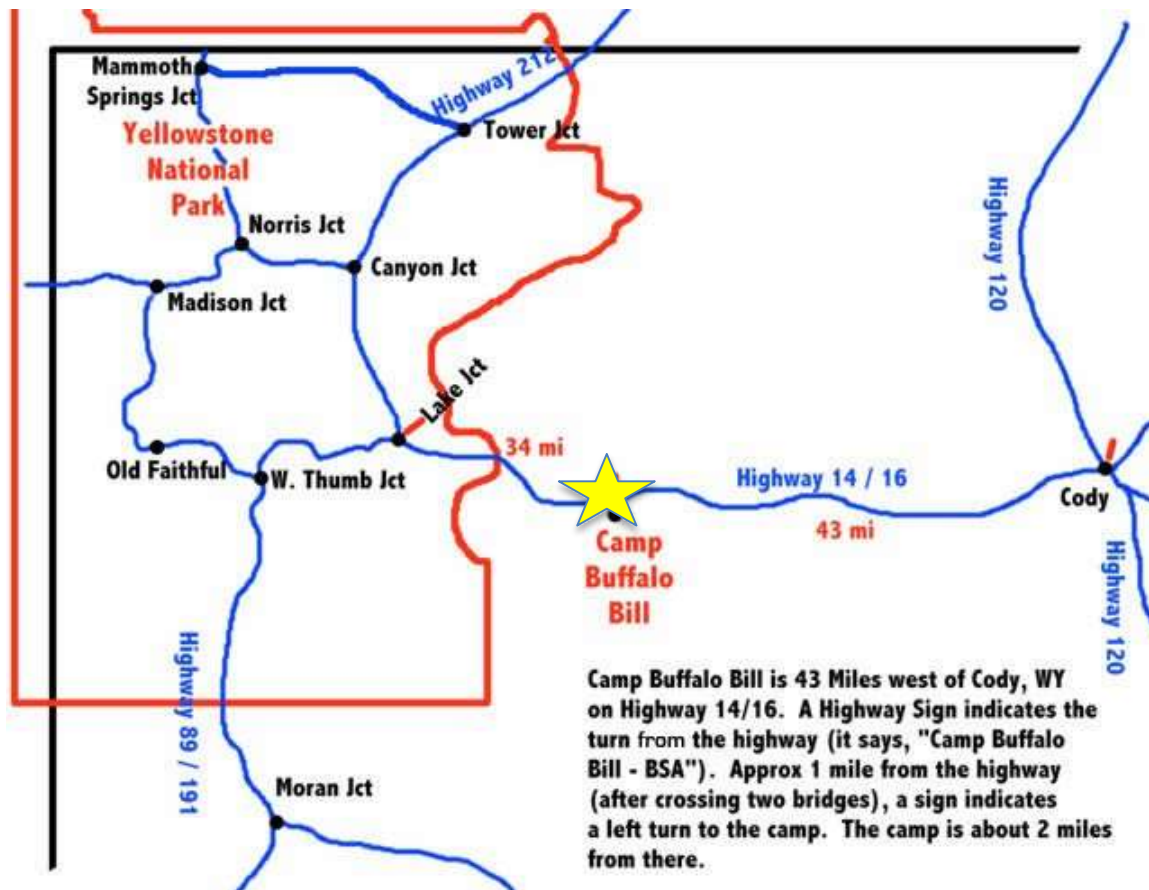 Mammoth
Springs Jct
Highway 212
Tower Jct
Yellowstone
National
Park
Norris Jct
Canyon Jct
Madison Jct
Highway 120
Lake Jct
34 mi
Old Faithful
W. Thumb Jct
Highway 14 / 16
43 mi
Cody
Camp
Buffalo
Bill
Highway 120
Highway 89 / 191
Moran Jct
Camp Buffalo Bill is 43 Miles west of Cody, WY
on Highway 14/16. A Highway Sign indicates the
turn from the highway (it says, "Camp Buffalo
Bill - BSA"). Approx 1 mile from the highway
(after crossing two bridges), a sign indicates
a left turn to the camp. The camp is about 2 miles
from there.